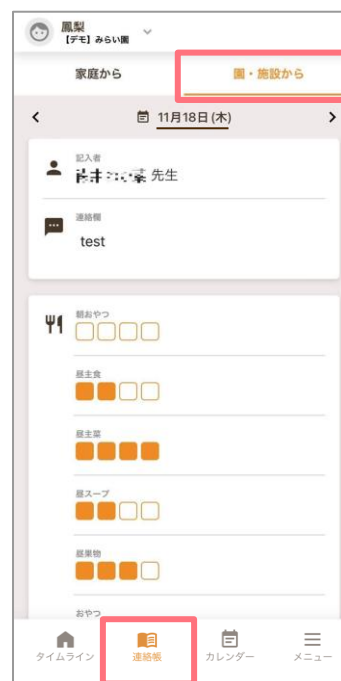 鳳梨
【デモ】みらい園
家庭から
園・施設から
11月18日(木)
記入者
先生
連絡欄
test
朝おやつ
昼主食
昼主菜
昼スープ
昼果物
おやつ
タイムライン
連絡帳
カレンダー
メニュー